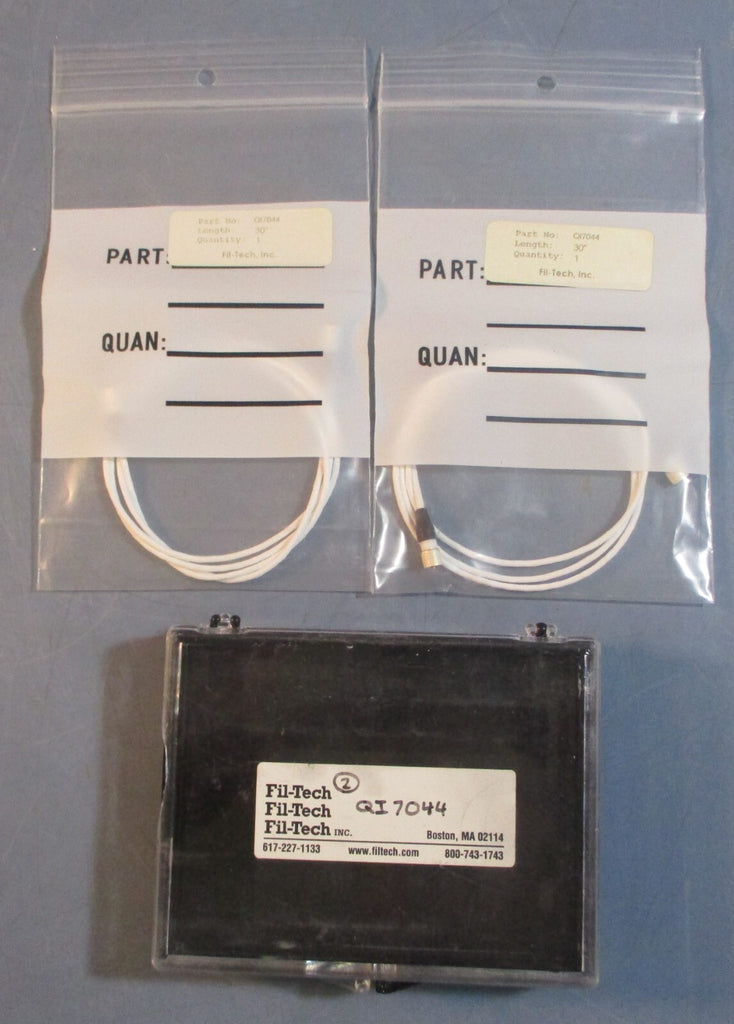 Part No: QI7044
Length: 30"
Quantity: 1
Fil-Tech, Inc.
PART:
QUAN:
Part No: QI7044
Length: 30"
Quantity: 1
Fil-Tech, Inc.
PART:
QUAN:
Fil-Tech 2
Fil-Tech QI7044
Fil-Tech INC. Boston, MA 02114
617-227-1133 www.filtech.com 800-743-1743